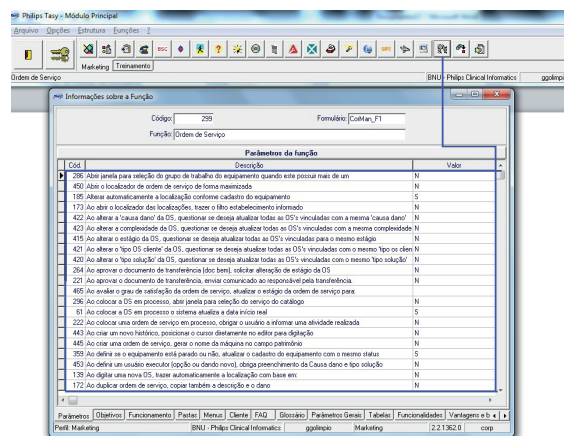 Philips Tasy - Módulo Principal
Arquivo Opções Estrutura Funções ?
Marketing Treinamento
Ordem de Serviço BNU - Philips Clinical Informatics ggolimpio
Informações sobre a Função
Código: 299 Formulário: CorMan_F1
Função: Ordem de Serviço
Parâmetros da função
Cód. Descrição Valor
286 Abrir janela para seleção do grupo de trabalho do equipamento quando este possuir mais de um N
450 Abrir o localizador de ordem de serviço de forma maximizada N
185 Alterar automaticamente a localização conforme cadastro do equipamento S
173 Ao abrir o localizador das localizações, trazer o filtro estabelecimento informado N
422 Ao alterar a 'causa dano' da OS, questionar se deseja atualizar todas as OS's vinculadas com a mesma 'causa dano' N
423 Ao alterar a complexidade da OS, questionar se deseja atualizar todas as OS's vinculadas com a mesma complexidade N
415 Ao alterar o estágio da OS, questionar se deseja atualizar todas as OS's vinculadas para o mesmo estágio N
421 Ao alterar o 'tipo OS cliente' da OS, questionar se deseja atualizar todas as OS's vinculadas com o mesmo 'tipo os clien N
420 Ao alterar o 'tipo solução' da OS, questionar se deseja atualizar todas as OS's vinculadas com o mesmo 'tipo solução' N
264 Ao aprovar o documento de transferência (doc bem), solicitar alteração de estágio da OS N
221 Ao aprovar o documento de transferência, enviar comunicado ao responsável pela transferência. N
465 Ao avaliar o grau de satisfação da ordem de serviço, atualizar o estágio da ordem de serviço para:
296 Ao colocar a OS em processo, abrir janela para seleção do serviço do catálogo N
61 Ao colocar a OS em processo o sistema atualiza a data início real S
222 Ao colocar uma ordem de serviço em processo, obrigar o usuário a informar uma atividade realizada N
443 Ao criar um novo histórico, posicionar o cursor diretamente no editor para digitação N
445 Ao criar uma ordem de serviço, gerar o nome da máquina no campo patrimônio N
359 Ao definir se o equipamento está parado ou não, atualizar o cadastro do equipamento com o mesmo status S
453 Ao definir um usuário executor (opção ou dando novo), obriga preenchimento da Causa dano e tipo solução N
139 Ao digitar uma nova OS, trazer automaticamente a localização com base em: N
172 Ao duplicar ordem de serviço, copiar também a descrição e o dano N
Parâmetros Objetivos Funcionamento Pastas Menus Cliente FAQ Glossário Parâmetros Gerais Tabelas Funcionalidades Vantagens e b
Perfil: Marketing BNU - Philips Clinical Informatics ggolimpio Marketing 2.2.1362.0 corp